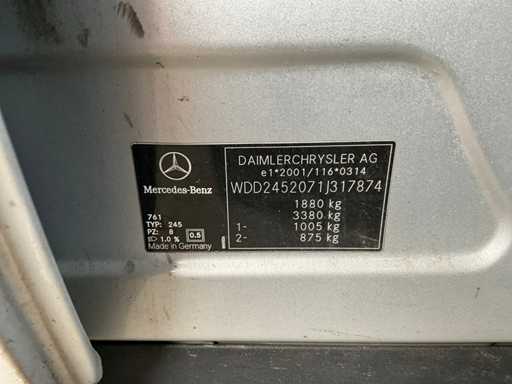 Mercedes-Benz
761
TYP: 245
PZ: 8
1.0 % 0.5
Made in Germany
DAIMLERCHRYSLER AG
e1*2001/116*0314
WDD2452071J317874
1880 kg
3380 kg
1- 1005 kg
2- 875 kg